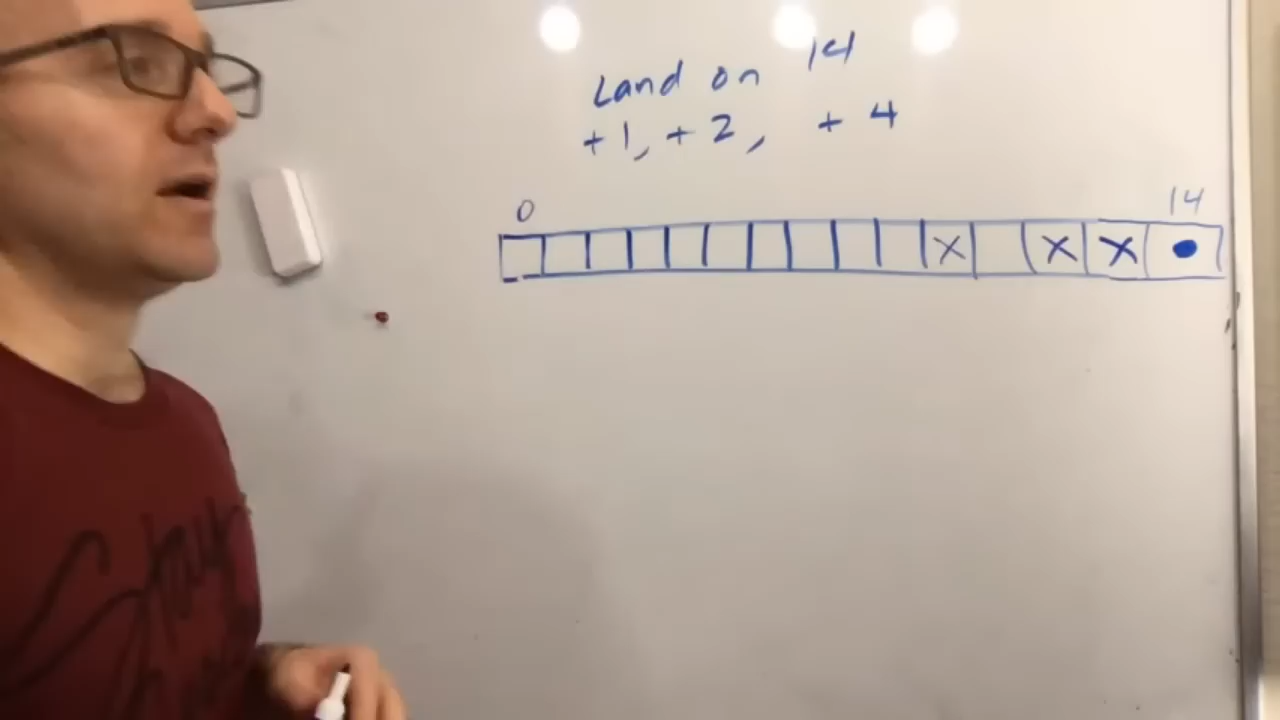 Land on 14
+1, +2, +4
0 14
X X X